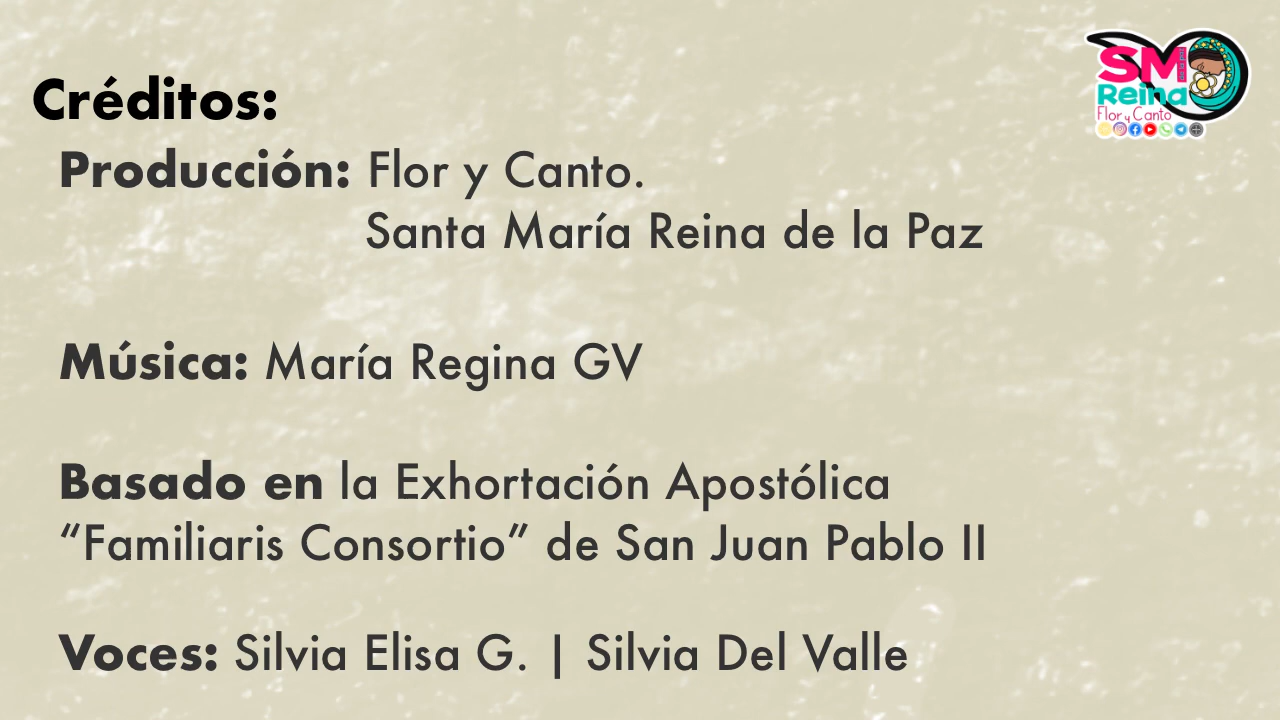 Créditos:
Producción: Flor y Canto.
Santa María Reina de la Paz
Música: María Regina GV
Basado en la Exhortación Apostólica
“Familiaris Consortio” de San Juan Pablo II
Voces: Silvia Elisa G. | Silvia Del Valle
SM
Reina
Flor y Canto